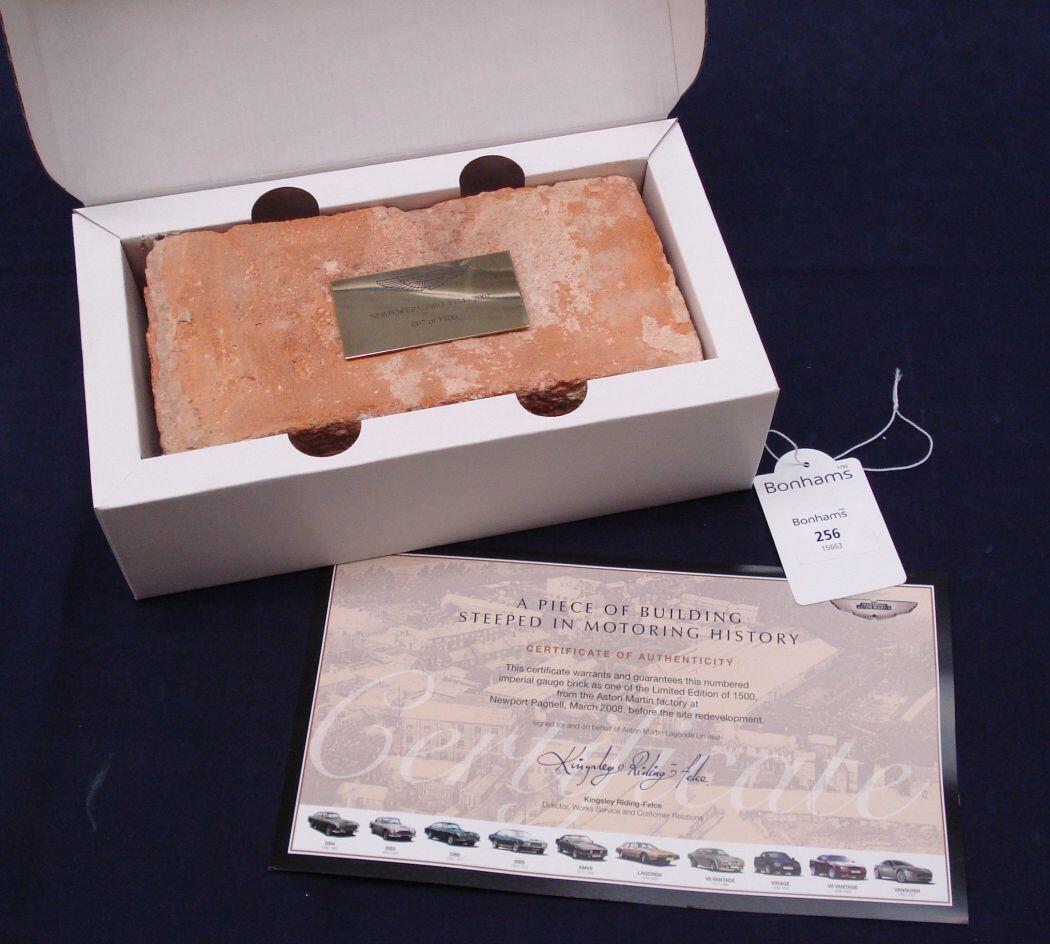 NEWPORT PAGNELL 1954 - 2007
007 of 1500
1793
Bonhams
1793
Bonhams
256
15663
ASTON MARTIN
A PIECE OF BUILDING
STEEPED IN MOTORING HISTORY
CERTIFICATE OF AUTHENTICITY
This certificate warrants and guarantees this numbered
imperial gauge brick as one of the Limited Edition of 1500,
from the Aston Martin factory at
Newport Pagnell, March 2008, before the site redevelopment.
signed for and on behalf of Aston Martin Lagonda Limited
Kingsley Riding-Felce
Kingsley Riding-Felce
Director, Works Service and Customer Relations
Certificate
DB4 DB5 DB6 DBS AMV8 LAGONDA V8 VANTAGE VIRAGE V8 VANTAGE VANQUISH